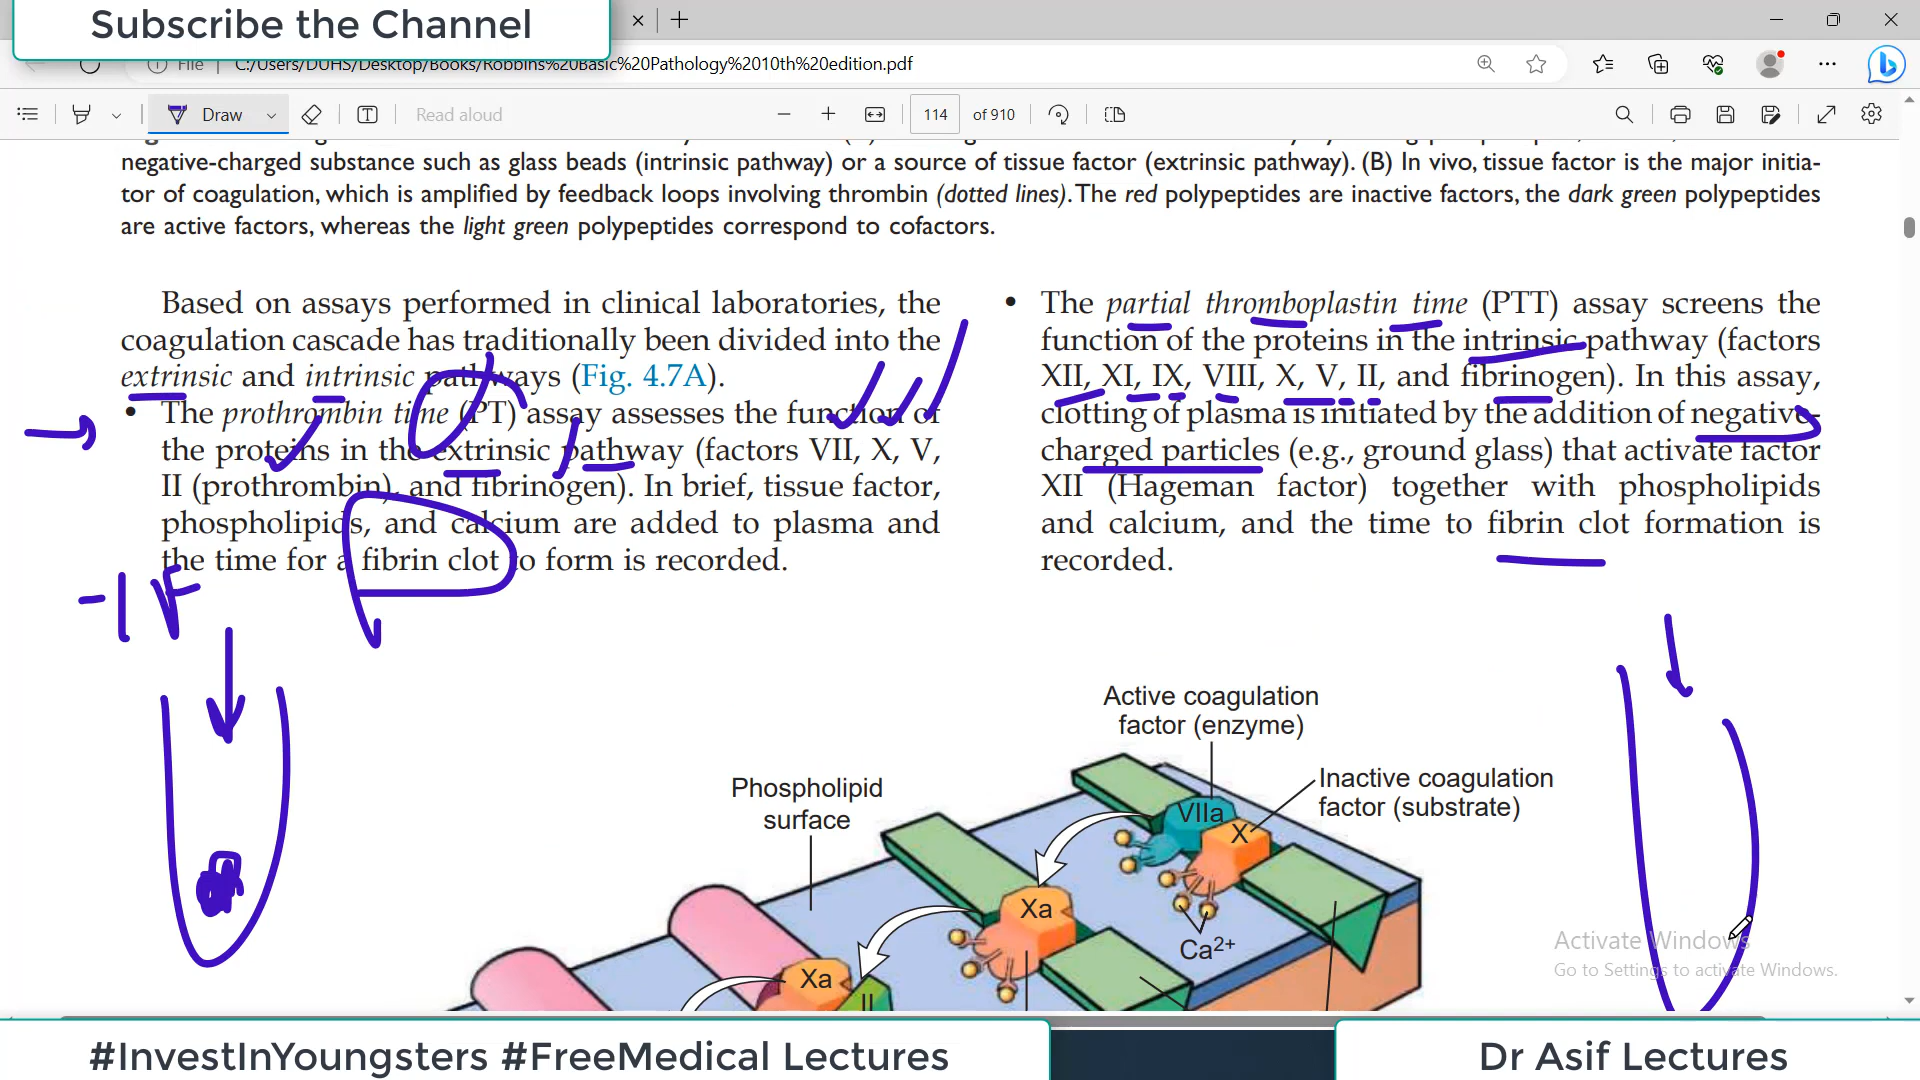 Subscribe the Channel
File
C:/Users/DUHS/Desktop/Books/Robbins%20Basic%20Pathology%2010th%20edition.pdf
Draw
Read aloud
114
of 910
negative-charged substance such as glass beads (intrinsic pathway) or a source of tissue factor (extrinsic pathway). (B) In vivo, tissue factor is the major initia-
tor of coagulation, which is amplified by feedback loops involving thrombin (dotted lines). The red polypeptides are inactive factors, the dark green polypeptides
are active factors, whereas the light green polypeptides correspond to cofactors.
Based on assays performed in clinical laboratories, the
coagulation cascade has traditionally been divided into the
extrinsic and intrinsic pathways (Fig. 4.7A).
• The prothrombin time (PT) assay assesses the function of
the proteins in the extrinsic pathway (factors VII, X, V,
II (prothrombin), and fibrinogen). In brief, tissue factor,
phospholipids, and calcium are added to plasma and
the time for a fibrin clot to form is recorded.
• The partial thromboplastin time (PTT) assay screens the
function of the proteins in the intrinsic pathway (factors
XII, XI, IX, VIII, X, V, II, and fibrinogen). In this assay,
clotting of plasma is initiated by the addition of negative-
charged particles (e.g., ground glass) that activate factor
XII (Hageman factor) together with phospholipids
and calcium, and the time to fibrin clot formation is
recorded.
Active coagulation
factor (enzyme)
Inactive coagulation
factor (substrate)
Phospholipid
surface
VIIa
X
Xa
Ca2+
Xa
II
Activate Windows
Go to Settings to activate Windows.
#InvestInYoungsters #FreeMedical Lectures
Dr Asif Lectures